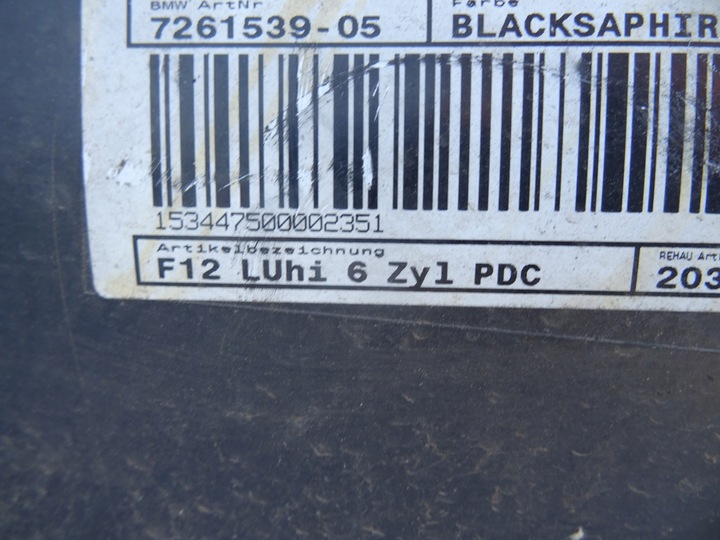 BMW ArtNr Farbe
7261539-05 BLACKSAPHIR
153447500002351
Artikelbezeichnung REHAU Art
F12 LUhi 6 Zyl PDC 203